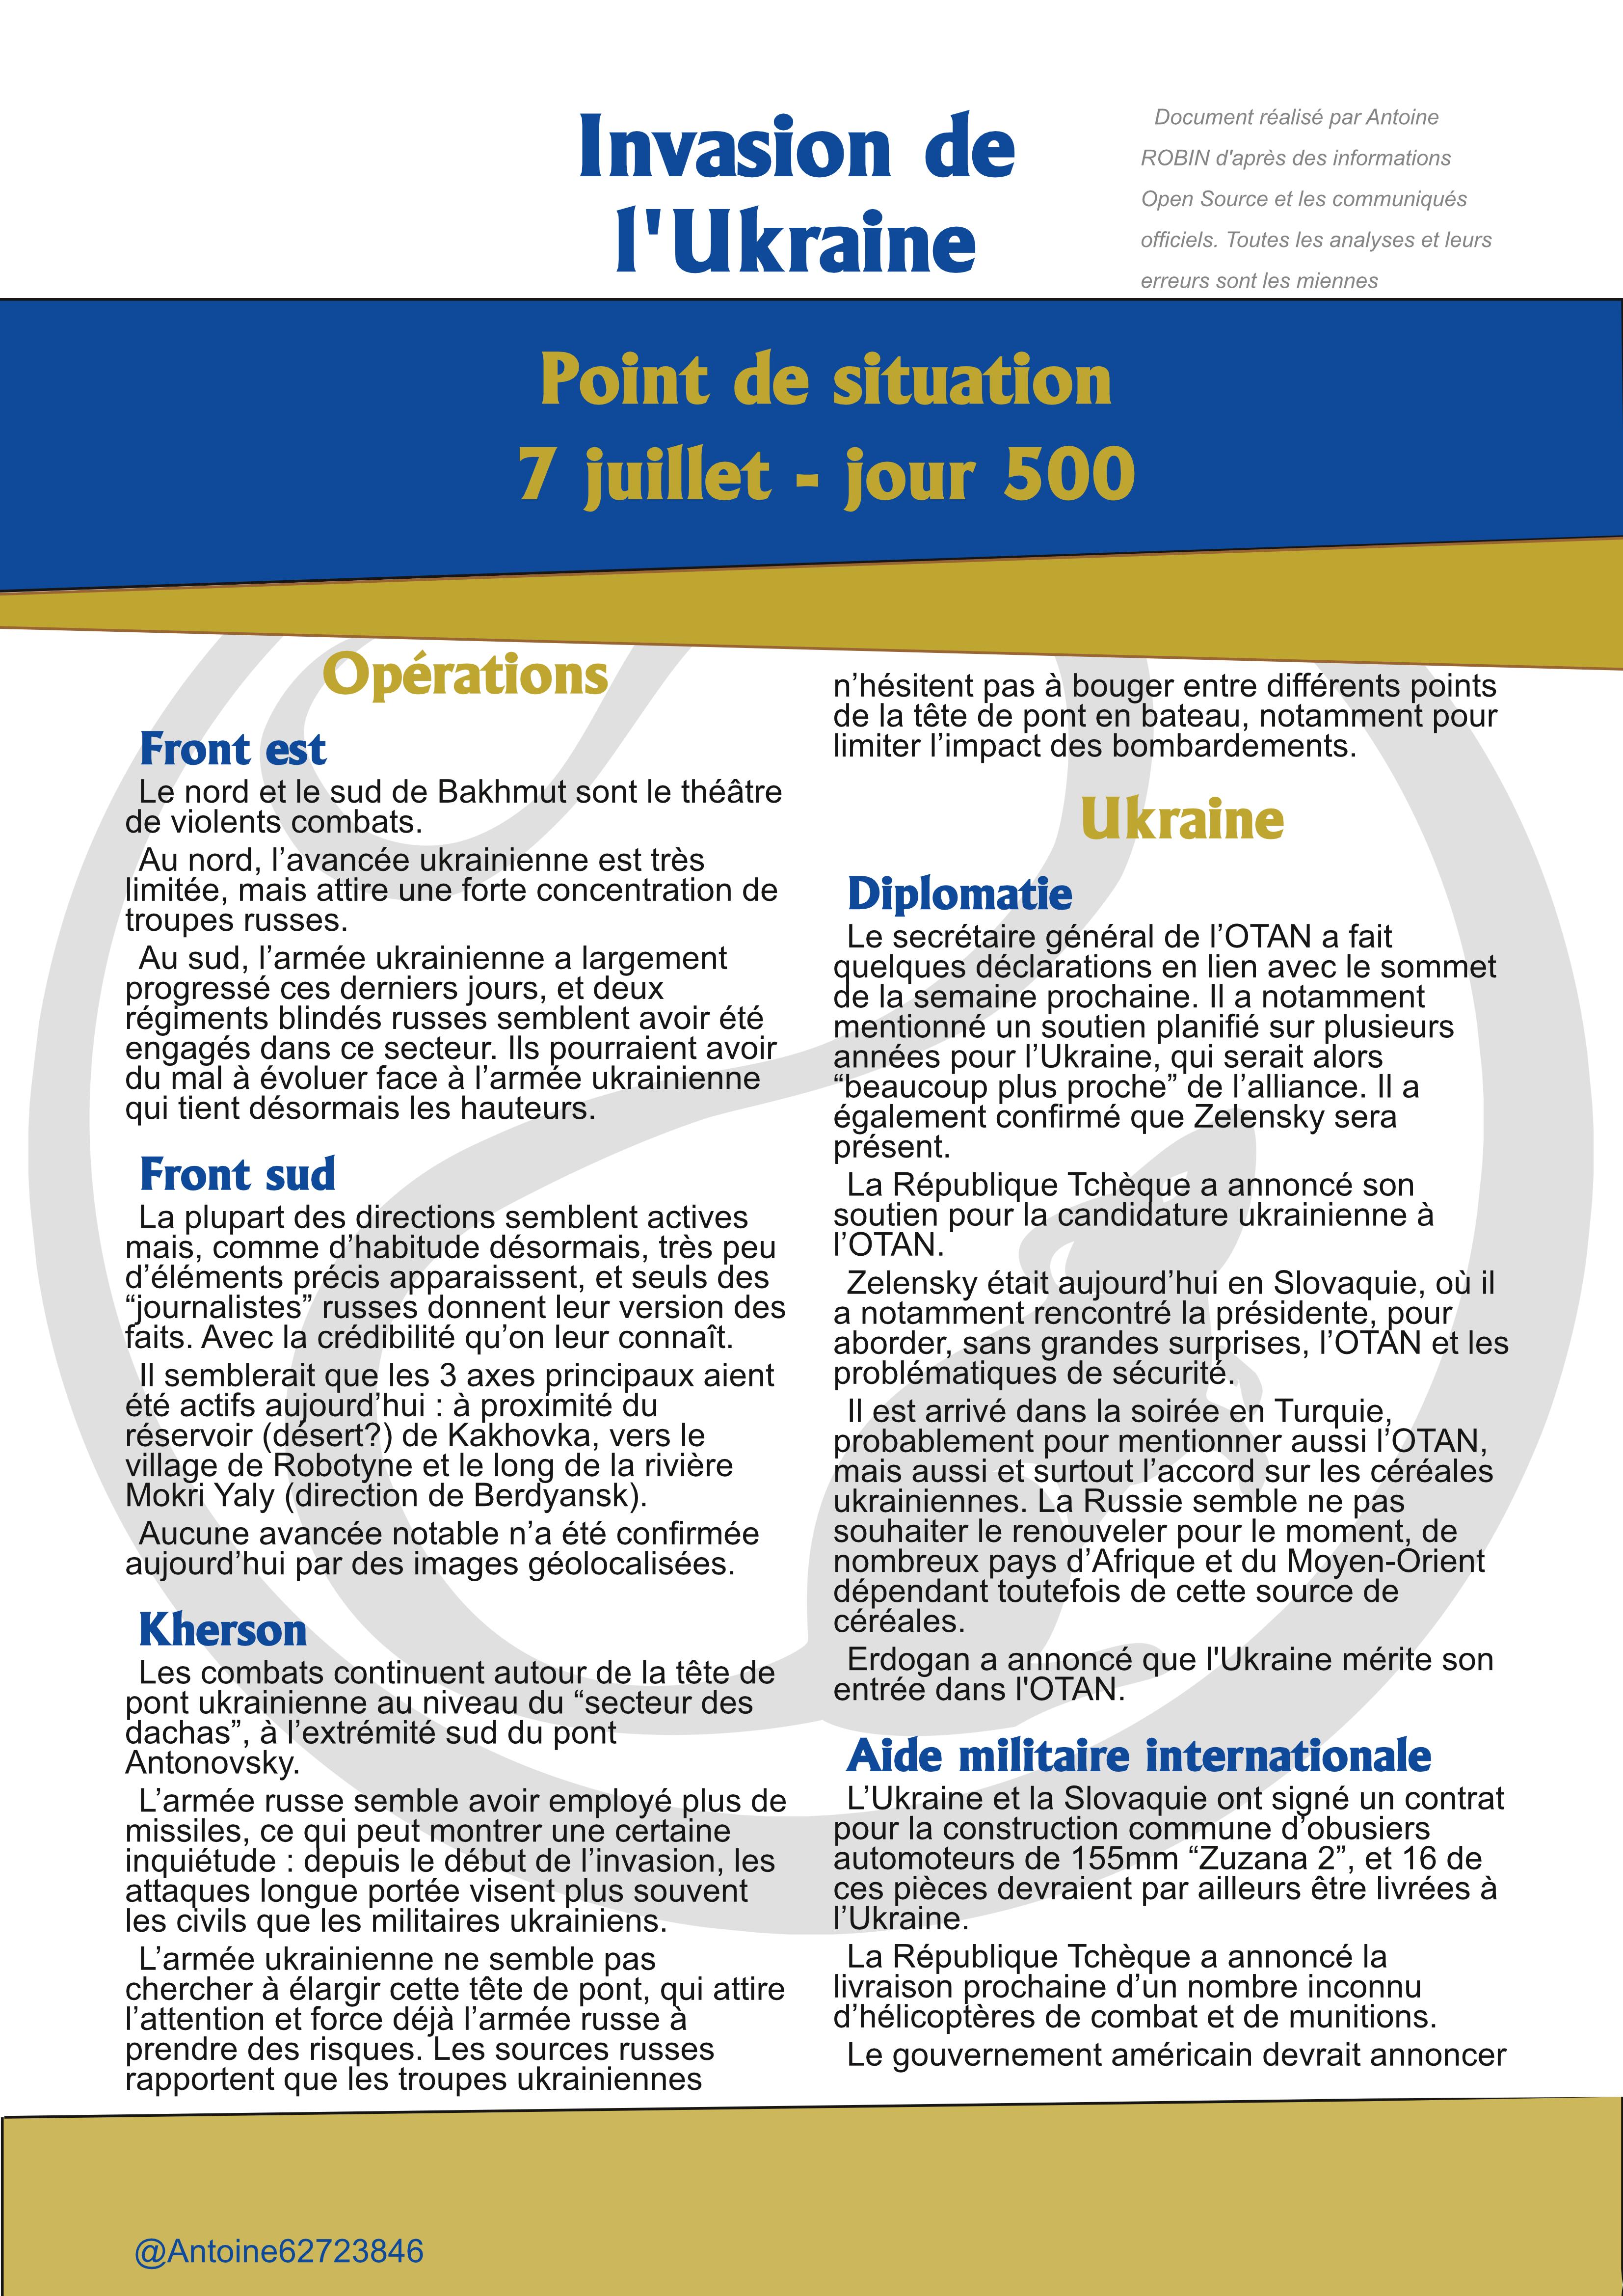 Invasion de
l'Ukraine
Document réalisé par Antoine
ROBIN d'après des informations
Open Source et les communiqués
officiels. Toutes les analyses et leurs
erreurs sont les miennes
Point de situation
7 juillet - jour 500
Opérations
Front est
Le nord et le sud de Bakhmut sont le théâtre
de violents combats.
Au nord, l’avancée ukrainienne est très
limitée, mais attire une forte concentration de
troupes russes.
Au sud, l’armée ukrainienne a largement
progressé ces derniers jours, et deux
régiments blindés russes semblent avoir été
engagés dans ce secteur. Ils pourraient avoir
du mal à évoluer face à l’armée ukrainienne
qui tient désormais les hauteurs.
Front sud
La plupart des directions semblent actives
mais, comme d’habitude désormais, très peu
d’éléments précis apparaissent, et seuls des
“journalistes” russes donnent leur version des
faits. Avec la crédibilité qu’on leur connaît.
Il semblerait que les 3 axes principaux aient
été actifs aujourd’hui : à proximité du
réservoir (désert?) de Kakhovka, vers le
village de Robotyne et le long de la rivière
Mokri Yaly (direction de Berdyansk).
Aucune avancée notable n’a été confirmée
aujourd’hui par des images géolocalisées.
Kherson
Les combats continuent autour de la tête de
pont ukrainienne au niveau du “secteur des
dachas”, à l’extrémité sud du pont
Antonovsky.
L’armée russe semble avoir employé plus de
missiles, ce qui peut montrer une certaine
inquiétude : depuis le début de l’invasion, les
attaques longue portée visent plus souvent
les civils que les militaires ukrainiens.
L’armée ukrainienne ne semble pas
chercher à élargir cette tête de pont, qui attire
l’attention et force déjà l’armée russe à
prendre des risques. Les sources russes
rapportent que les troupes ukrainiennes
n’hésitent pas à bouger entre différents points
de la tête de pont en bateau, notamment pour
limiter l’impact des bombardements.
Ukraine
Diplomatie
Le secrétaire général de l’OTAN a fait
quelques déclarations en lien avec le sommet
de la semaine prochaine. Il a notamment
mentionné un soutien planifié sur plusieurs
années pour l’Ukraine, qui serait alors
“beaucoup plus proche” de l’alliance. Il a
également confirmé que Zelensky sera
présent.
La République Tchèque a annoncé son
soutien pour la candidature ukrainienne à
l’OTAN.
Zelensky était aujourd’hui en Slovaquie, où il
a notamment rencontré la présidente, pour
aborder, sans grandes surprises, l’OTAN et les
problématiques de sécurité.
Il est arrivé dans la soirée en Turquie,
probablement pour mentionner aussi l’OTAN,
mais aussi et surtout l’accord sur les céréales
ukrainiennes. La Russie semble ne pas
souhaiter le renouveler pour le moment, de
nombreux pays d’Afrique et du Moyen-Orient
dépendant toutefois de cette source de
céréales.
Erdogan a annoncé que l'Ukraine mérite son
entrée dans l'OTAN.
Aide militaire internationale
L’Ukraine et la Slovaquie ont signé un contrat
pour la construction commune d’obusiers
automoteurs de 155mm “Zuzana 2”, et 16 de
ces pièces devraient par ailleurs être livrées à
l’Ukraine.
La République Tchèque a annoncé la
livraison prochaine d’un nombre inconnu
d’hélicoptères de combat et de munitions.
Le gouvernement américain devrait annoncer
@Antoine62723846